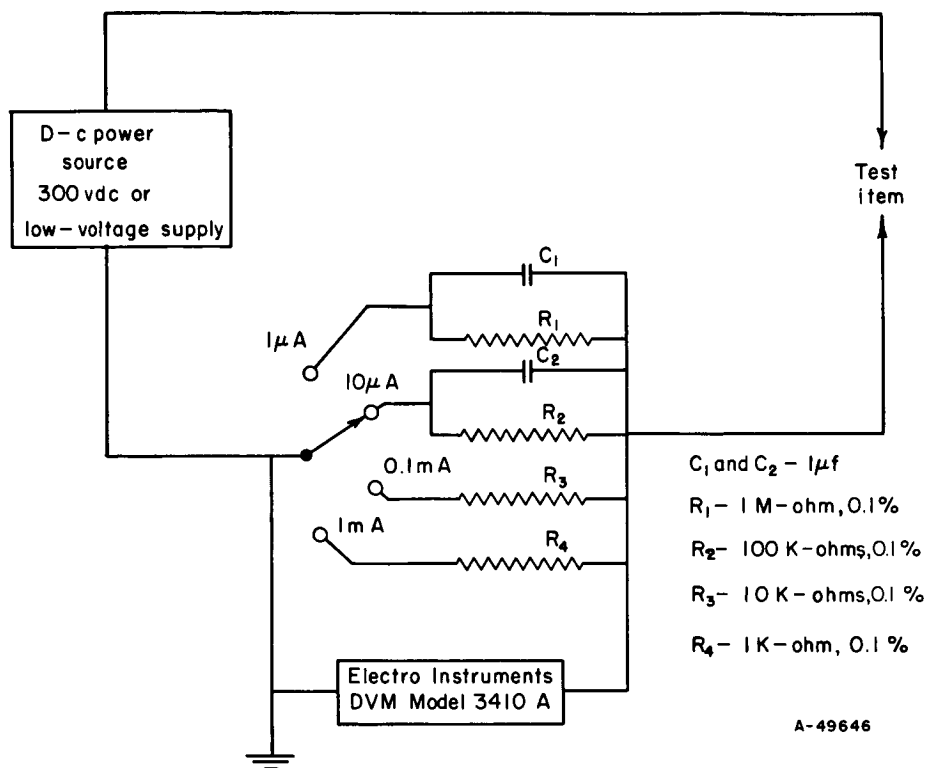 D-c power
source
300 vdc or
low-voltage supply
Test
item
C₁
R₁
1μA
C₂
10μA
R₂
0.1mA
R₃
1mA
R₄
C₁ and C₂ - 1μf
R₁- 1 M-ohm, 0.1%
R₂- 100 K-ohms, 0.1%
R₃- 10 K-ohms, 0.1%
R₄- 1 K-ohm, 0.1%
Electro Instruments
DVM Model 3410 A
A-49646